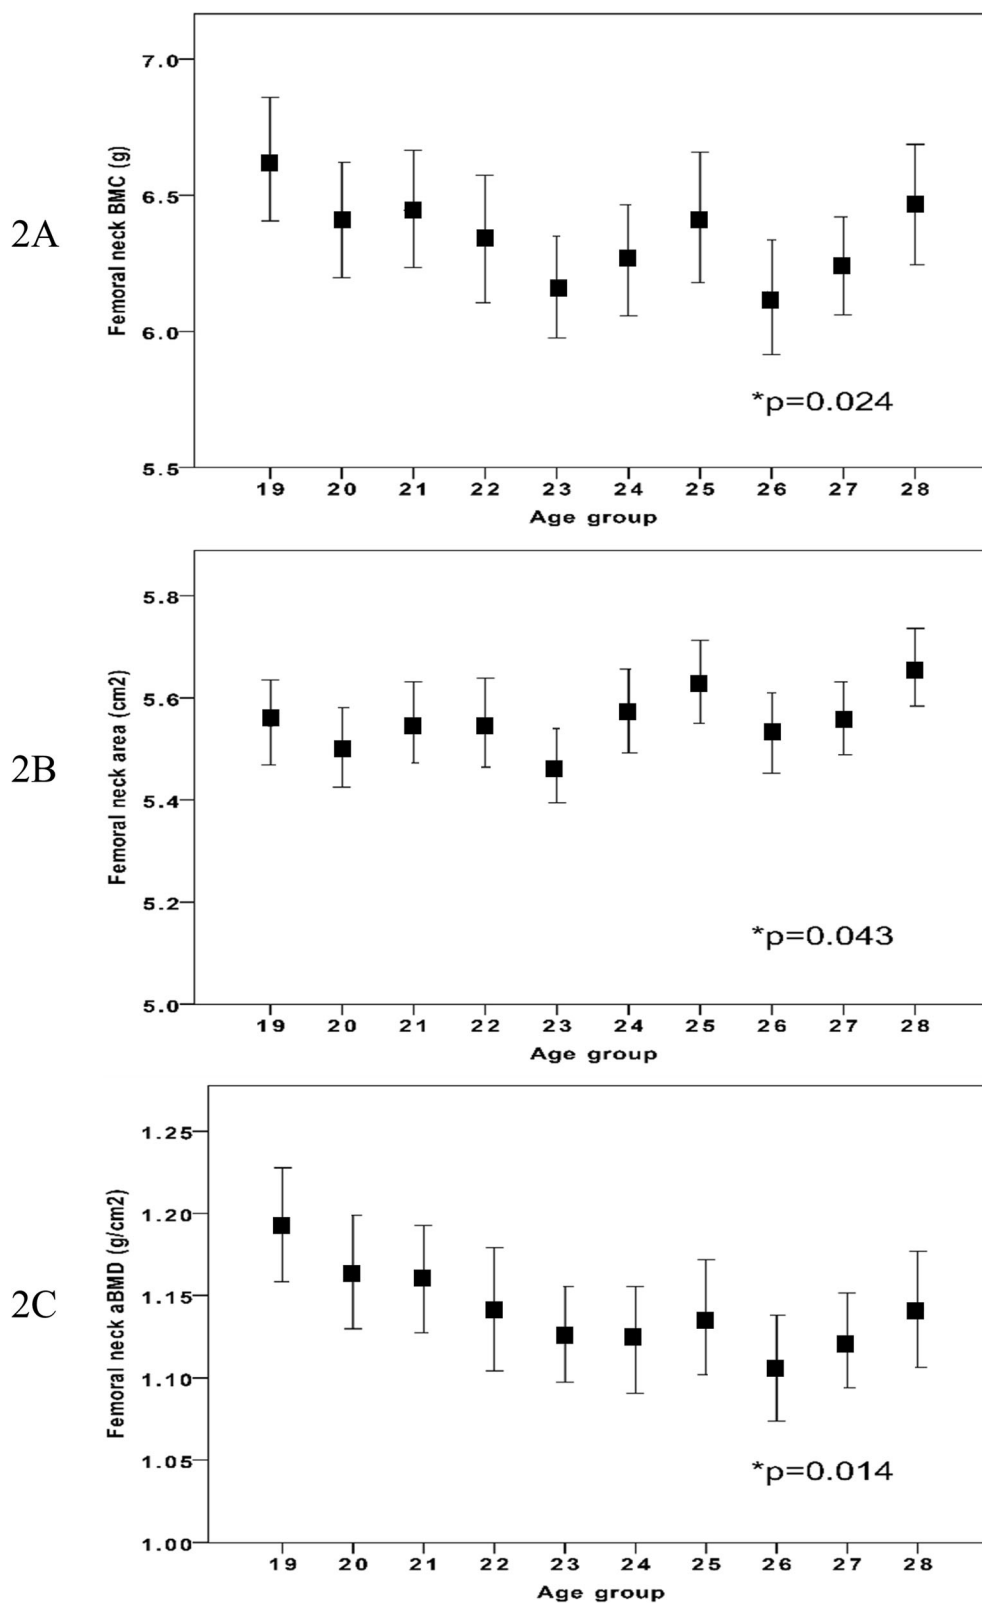 2A
Femoral neck BMC (g)
7.0
6.5
6.0
5.5
*p=0.024
19 20 21 22 23 24 25 26 27 28
Age group
2B
Femoral neck area (cm2)
5.8
5.6
5.4
5.2
5.0
*p=0.043
19 20 21 22 23 24 25 26 27 28
Age group
2C
Femoral neck aBMD (g/cm2)
1.25
1.20
1.15
1.10
1.05
1.00
*p=0.014
19 20 21 22 23 24 25 26 27 28
Age group